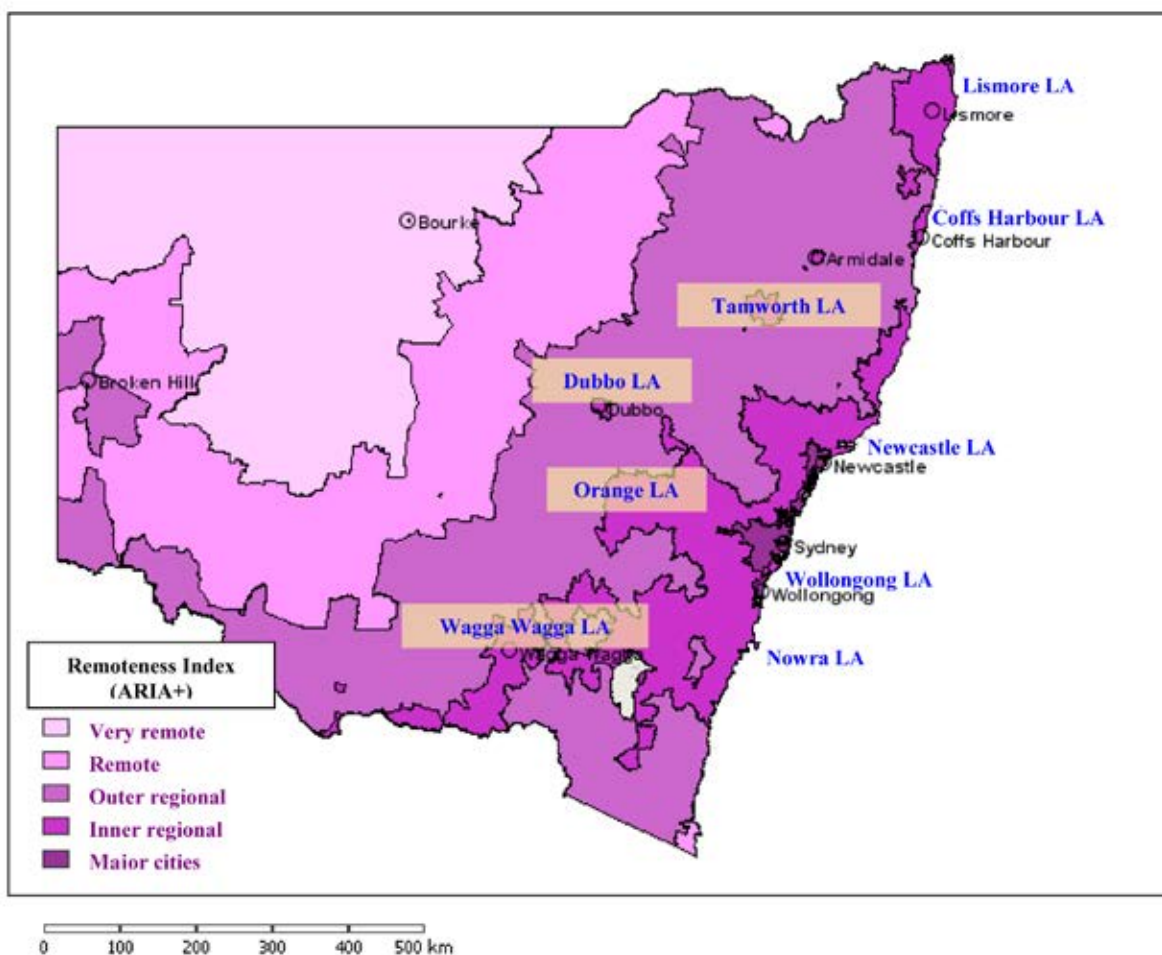 Lismore LA
Lismore
Coffs Harbour LA
Coffs Harbour
Bourke
Armidale
Tamworth LA
Broken Hill
Dubbo LA
Dubbo
Newcastle LA
Newcastle
Orange LA
Sydney
Wollongong LA
Wollongong
Wagga Wagga LA
Wagga Wagga
Nowra LA
Remoteness Index
(ARIA+)
Very remote
Remote
Outer regional
Inner regional
Maior cities
0 100 200 300 400 500 km